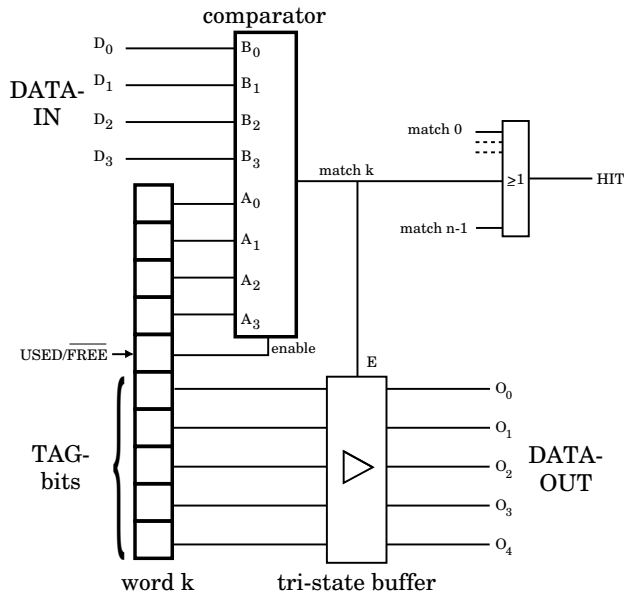 comparator
D0
D1
D2
D3
DATA-
IN
B0
B1
B2
B3
A0
A1
A2
A3
match 0
match k
match n-1
≥1
HIT
USED/FREE
enable
E
TAG-
bits
O0
O1
O2
O3
O4
DATA-
OUT
word k
tri-state buffer